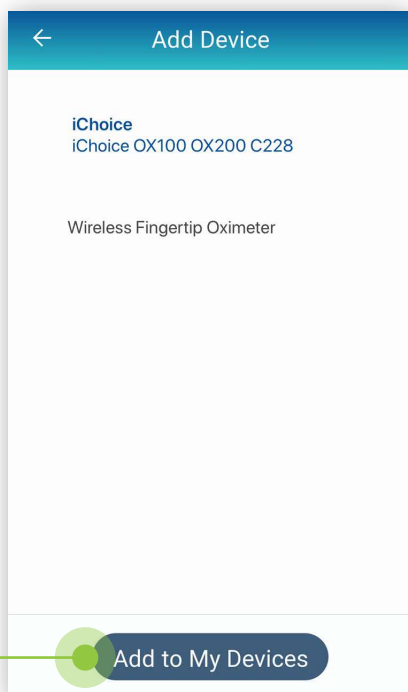 Add Device
iChoice
iChoice OX100 OX200 C228
Wireless Fingertip Oximeter
Add to My Devices